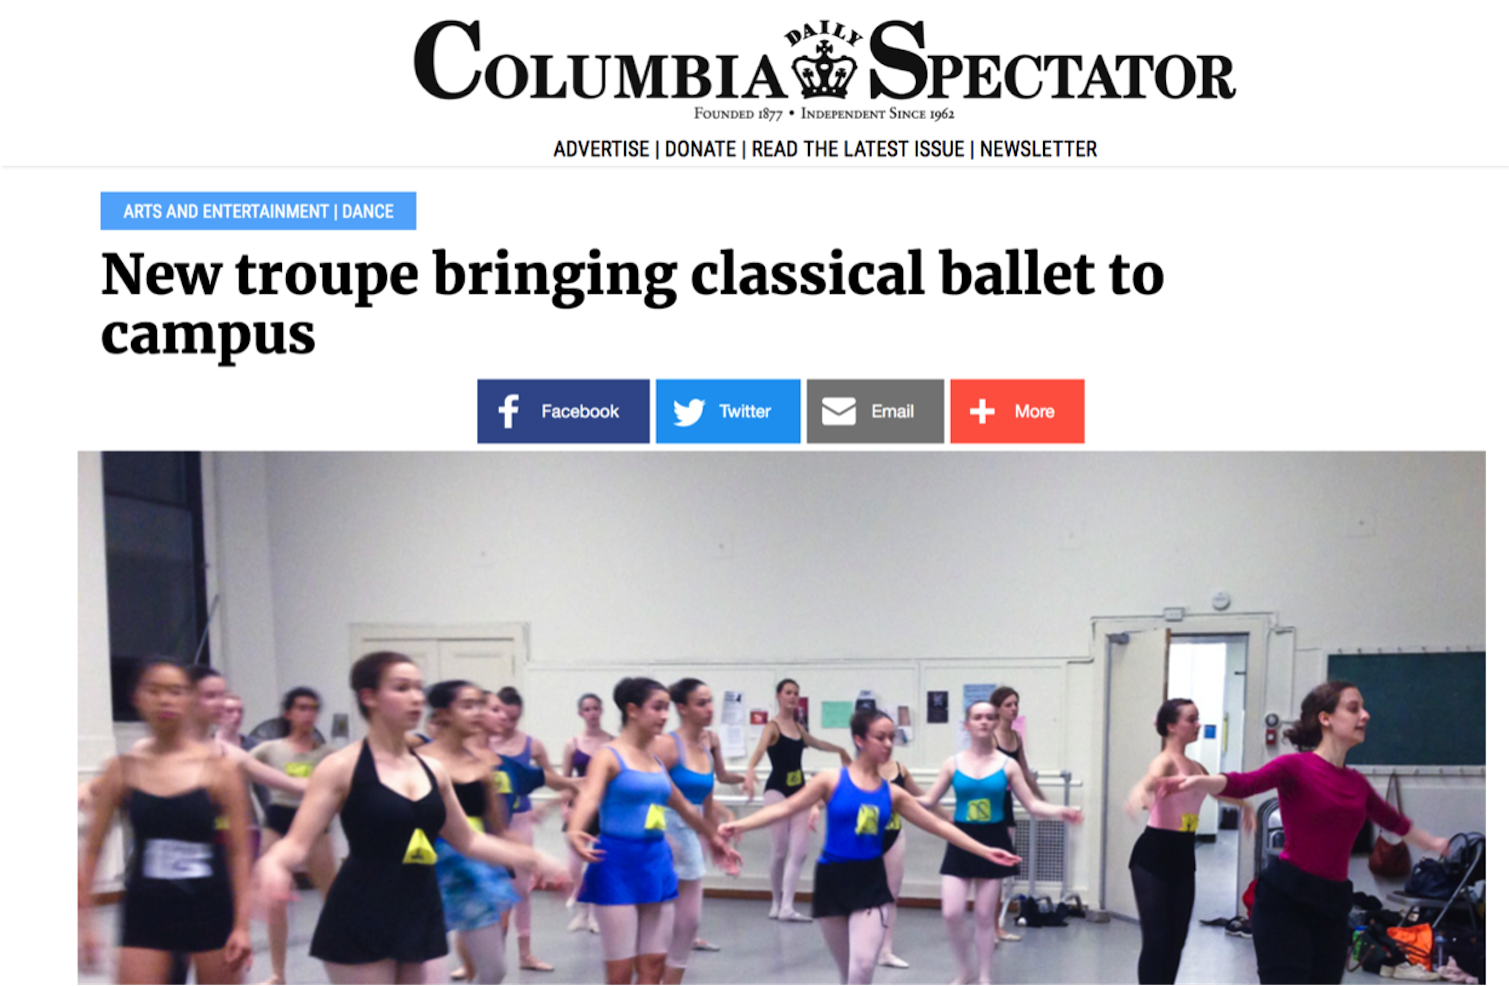 COLUMBIA DAILY SPECTATOR
FOUNDED 1877 • INDEPENDENT SINCE 1962
ADVERTISE | DONATE | READ THE LATEST ISSUE | NEWSLETTER
ARTS AND ENTERTAINMENT | DANCE
New troupe bringing classical ballet to
campus
Facebook
Twitter
Email
More